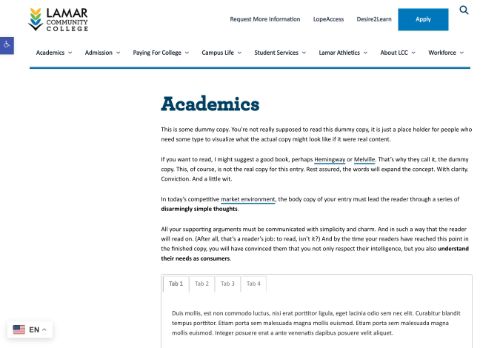 LAMAR
COMMUNITY
COLLEGE
Request More Information LopeAccess Desire2Learn Apply
Academics Admission Paying For College Campus Life Student Services Lamar Athletics About LCC Workforce
Academics
This is some dummy copy. You're not really supposed to read this dummy copy, it is just a place holder for people who
need some type to visualize what the actual copy might look like if it were real content.
If you want to read, I might suggest a good book, perhaps Hemingway or Melville. That's why they call it, the dummy
copy. This, of course, is not the real copy for this entry. Rest assured, the words will expand the concept. With clarity.
Conviction. And a little wit.
In today's competitive market environment, the body copy of your entry must lead the reader through a series of
disarmingly simple thoughts.
All your supporting arguments must be communicated with simplicity and charm. And in such a way that the reader
will read on. (After all, that's a reader's job: to read, isn't it?) And by the time your readers have reached this point in
the finished copy, you will have convinced them that you not only respect their intelligence, but you also understand
their needs as consumers.
Tab 1 Tab 2 Tab 3 Tab 4
Duis mollis, est non commodo luctus, nisi erat porttitor ligula, eget lacinia odio sem nec elit. Curabitur blandit
tempus porttitor. Etiam porta sem malesuada magna mollis euismod. Etiam porta sem malesuada magna
mollis euismod. Integer posuere erat a ante venenatis dapibus posuere velit aliquet.
EN